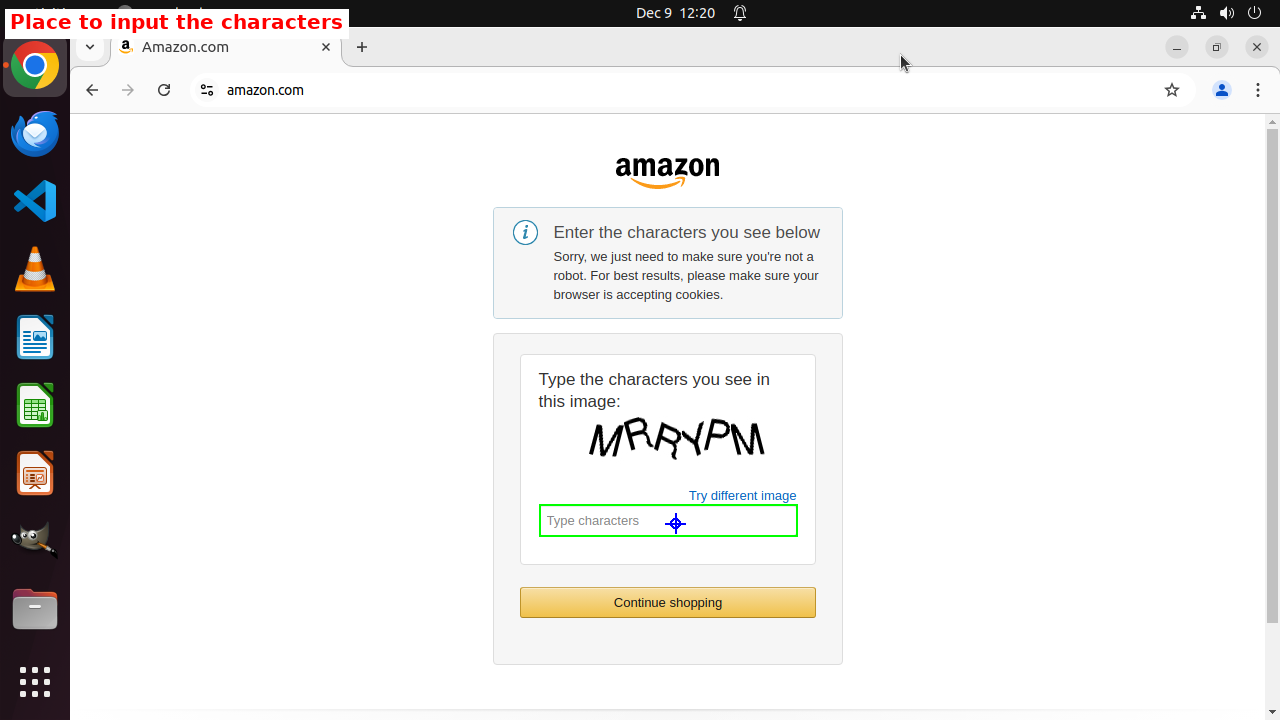 Place to input the characters
Dec 9 12:20
Amazon.com
amazon.com
amazon
Enter the characters you see below
Sorry, we just need to make sure you're not a
robot. For best results, please make sure your
browser is accepting cookies.
Type the characters you see in
this image:
MRRYPM
Try different image
Type characters
Continue shopping